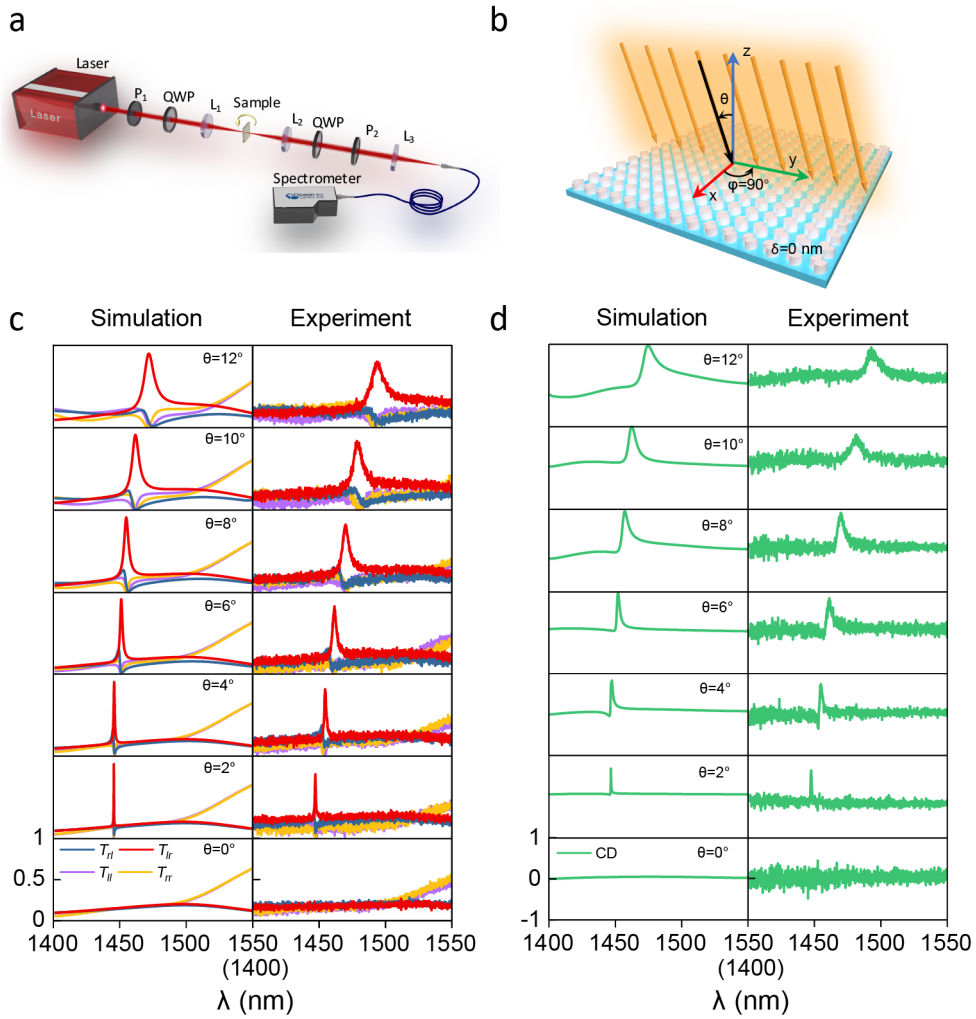 a
Laser
Laser
P1
QWP
L1
Sample
L2
QWP
P2
L3
Spectrometer
b
z
θ
y
φ=90°
x
δ=0 nm
c
Simulation
Experiment
θ=12°
θ=10°
θ=8°
θ=6°
θ=4°
θ=2°
1
Trl
Tlr
θ=0°
Tll
Trr
0.5
0
1400
1450
1500
1550
(1400)
1450
1500
1550
λ (nm)
d
Simulation
Experiment
θ=12°
θ=10°
θ=8°
θ=6°
θ=4°
θ=2°
1
CD
θ=0°
0
-1
1400
1450
1500
1550
(1400)
1450
1500
1550
λ (nm)